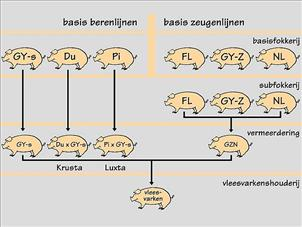 basis berenlijnen
basis zeugenlijnen
basisfokkerij
GY-s Du Pi FL GY-Z NL
subfokkerij
FL GY-Z NL
vermeerdering
GY-s Du x GY-s Pi x GY-s GZN
Krusta Luxta
vleesvarkenshouderij
vlees-
varken